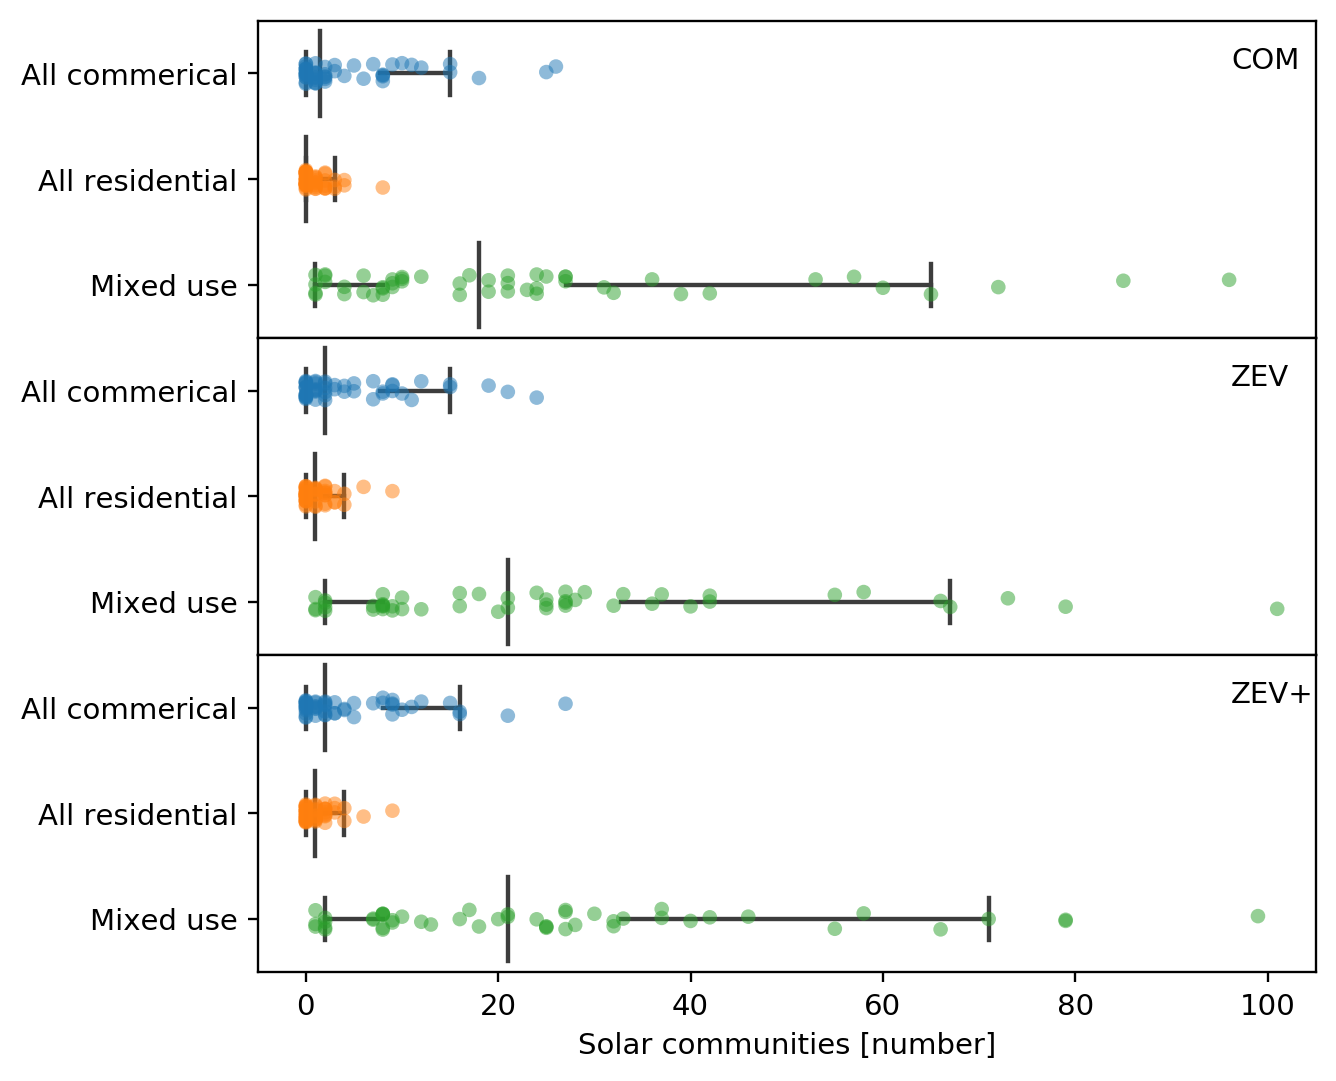 All commerical
COM
All residential
Mixed use
All commerical
ZEV
All residential
Mixed use
All commerical
ZEV+
All residential
Mixed use
0 20 40 60 80 100
Solar communities [number]